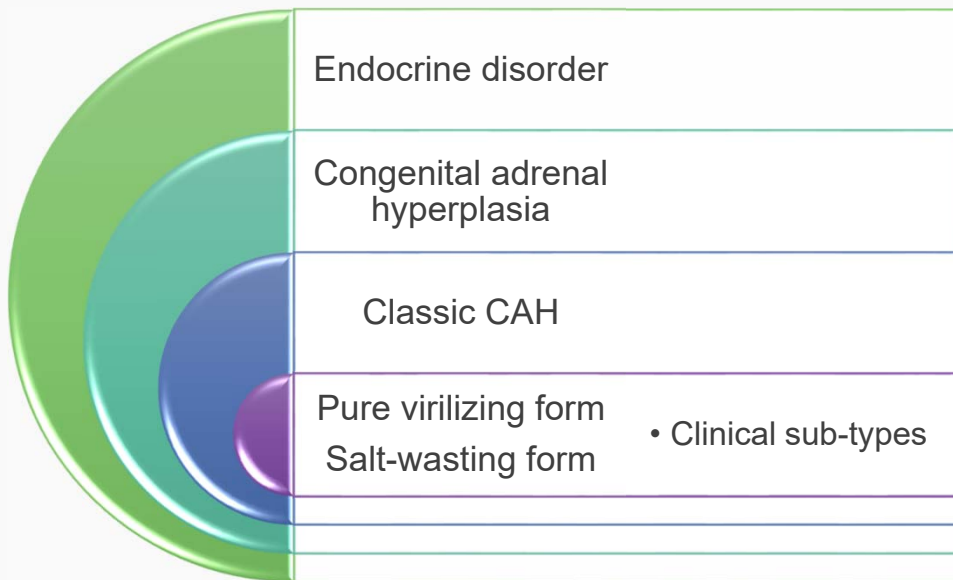 Endocrine disorder
Congenital adrenal
hyperplasia
Classic CAH
Pure virilizing form
Salt-wasting form
• Clinical sub-types